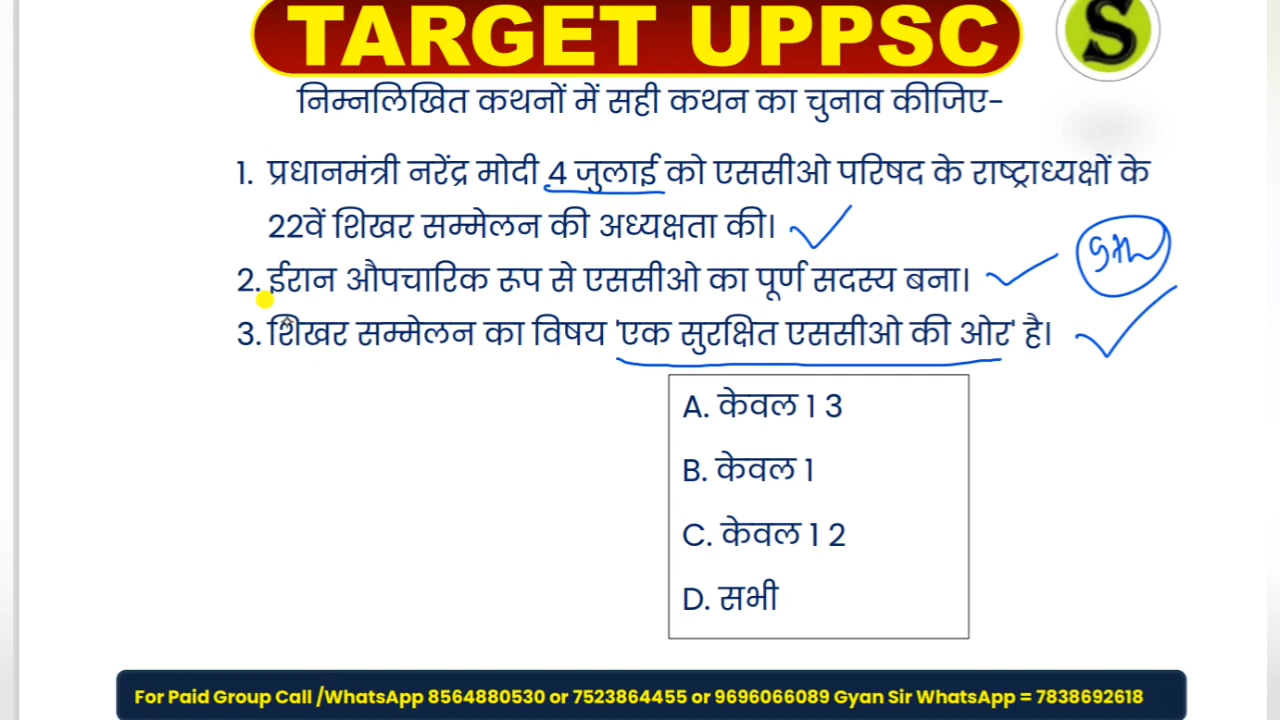 TARGET UPPSC
S
निम्नलिखित कथनों में सही कथन का चुनाव कीजिए-
1. प्रधानमंत्री नरेंद्र मोदी 4 जुलाई को एससीओ परिषद के राष्ट्राध्यक्षों के
22वें शिखर सम्मेलन की अध्यक्षता की।
2. ईरान औपचारिक रूप से एससीओ का पूर्ण सदस्य बना।
9th
3. शिखर सम्मेलन का विषय 'एक सुरक्षित एससीओ की ओर' है।
A. केवल 1 3
B. केवल 1
C. केवल 1 2
D. सभी
For Paid Group Call /WhatsApp 8564880530 or 7523864455 or 9696066089 Gyan Sir WhatsApp = 7838692618